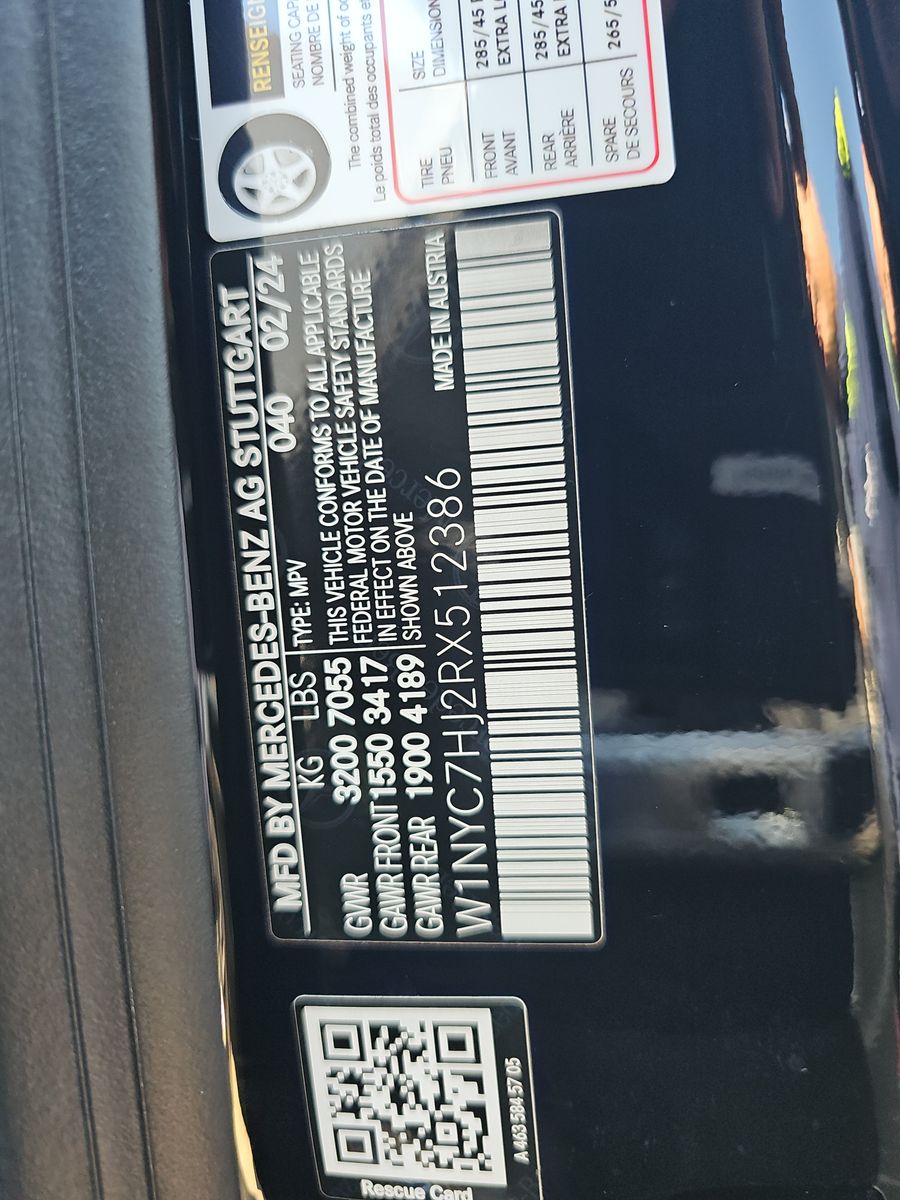 MFD BY MERCEDES-BENZ AG STUTTGART
KG LBS TYPE: MPV 040 02/24
GVWR 3200 7055 THIS VEHICLE CONFORMS TO ALL APPLICABLE
GAWR FRONT 1550 3417 FEDERAL MOTOR VEHICLE SAFETY STANDARDS
GAWR REAR 1900 4189 IN EFFECT ON THE DATE OF MANUFACTURE
SHOWN ABOVE MADE IN AUSTRIA
W1NYC7HJ2RX512386
Rescue Card
A 463 584 57 05
RENSEIG
SEATING CAP
NOMBRE DE
The combined weight of oc
Le poids total des occupants et
TIRE SIZE
PNEU DIMENSION
FRONT 285/45
AVANT EXTRA
REAR 285/45
ARRIÈRE EXTRA
SPARE 265/5
DE SECOURS